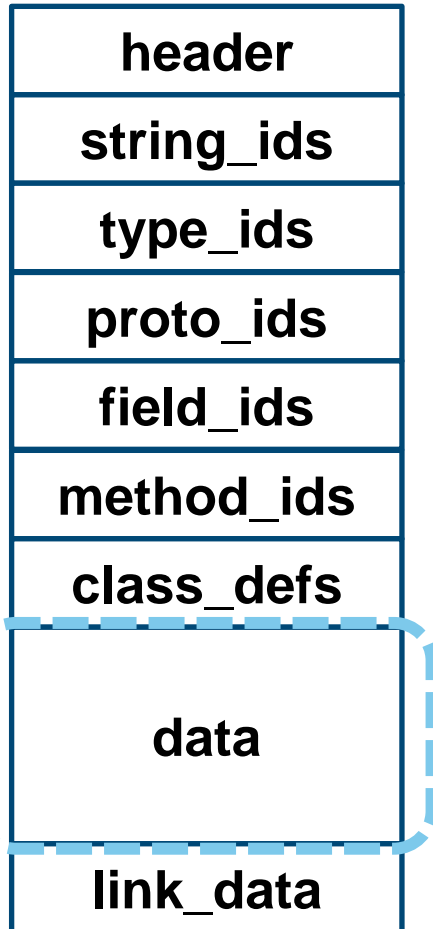 header
string_ids
type_ids
proto_ids
field_ids
method_ids
class_defs
data
link_data